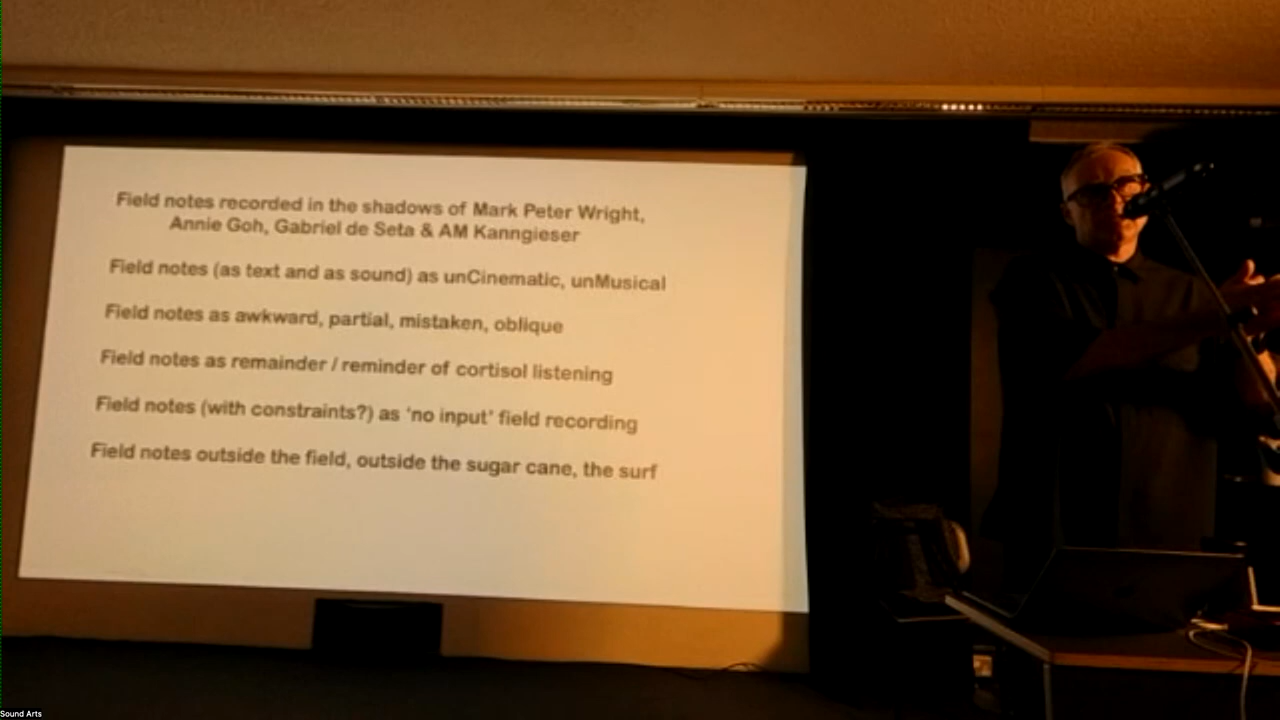 Field notes recorded in the shadows of Mark Peter Wright,
Annie Goh, Gabriel de Seta & AM Kanngieser
Field notes (as text and as sound) as unCinematic, unMusical
Field notes as awkward, partial, mistaken, oblique
Field notes as remainder / reminder of cortisol listening
Field notes (with constraints?) as ‘no input’ field recording
Field notes outside the field, outside the sugar cane, the surf
Sound Arts